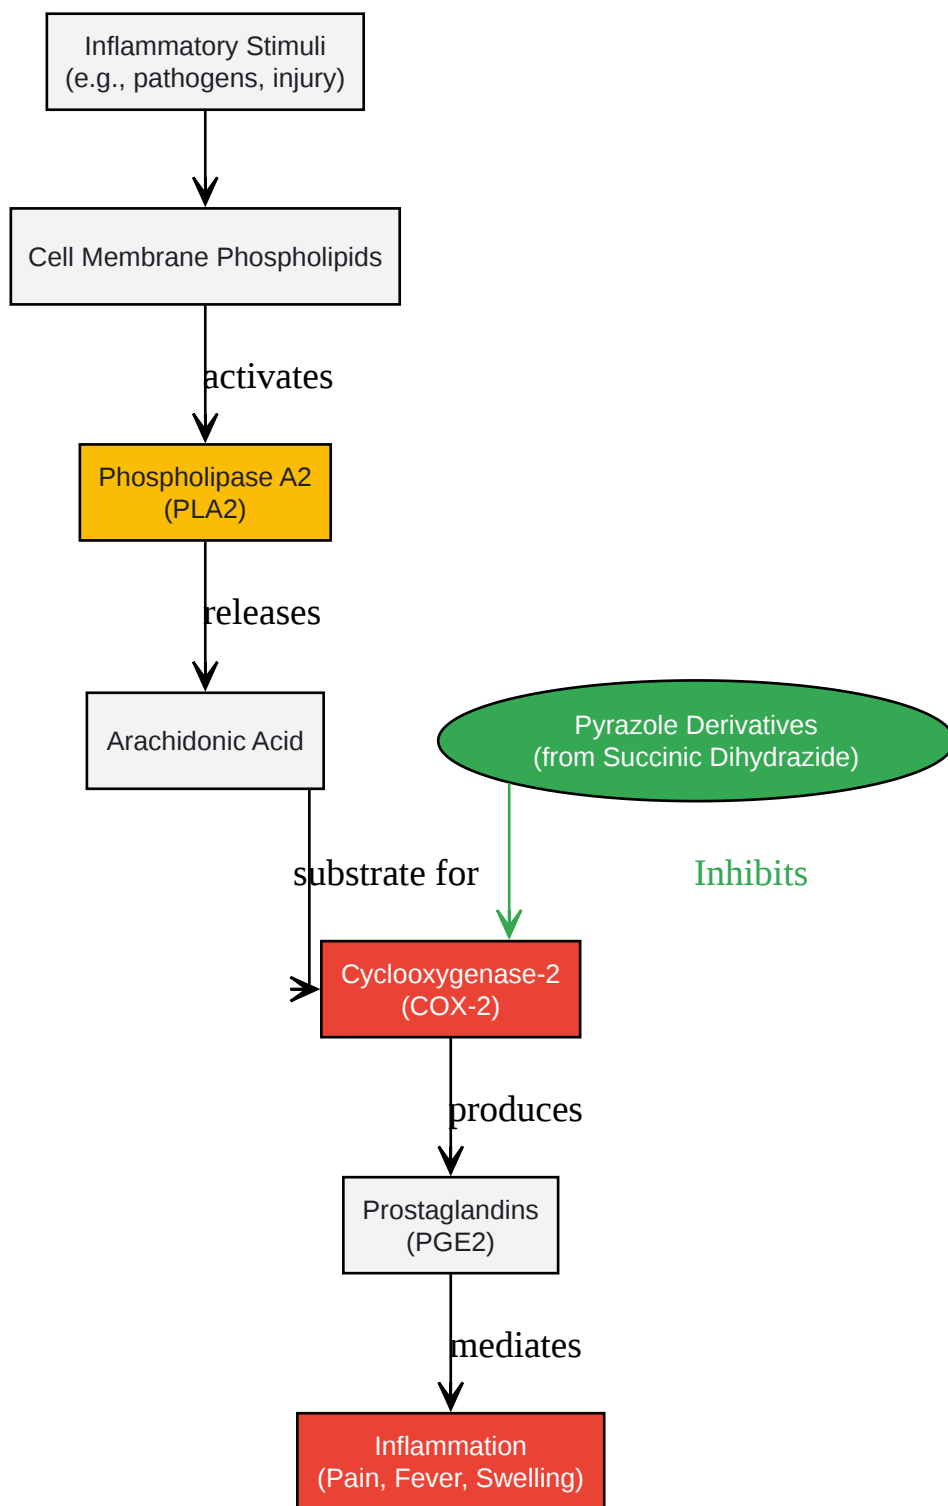 Inflammatory Stimuli
(e.g., pathogens, injury)
Cell Membrane Phospholipids
activates
Phospholipase A2
(PLA2)
releases
Arachidonic Acid
Pyrazole Derivatives
(from Succinic Dihydrazide)
substrate for
Inhibits
Cyclooxygenase-2
(COX-2)
produces
Prostaglandins
(PGE2)
mediates
Inflammation
(Pain, Fever, Swelling)